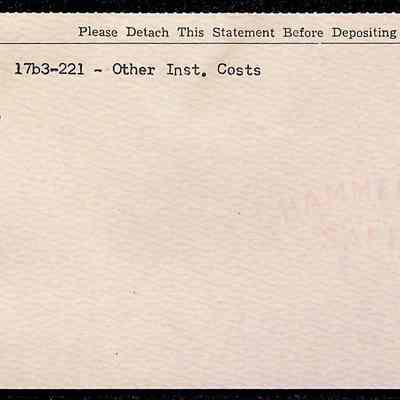 Please Detach This Statement Before Depositing
17b3-221 - Other Inst. Costs